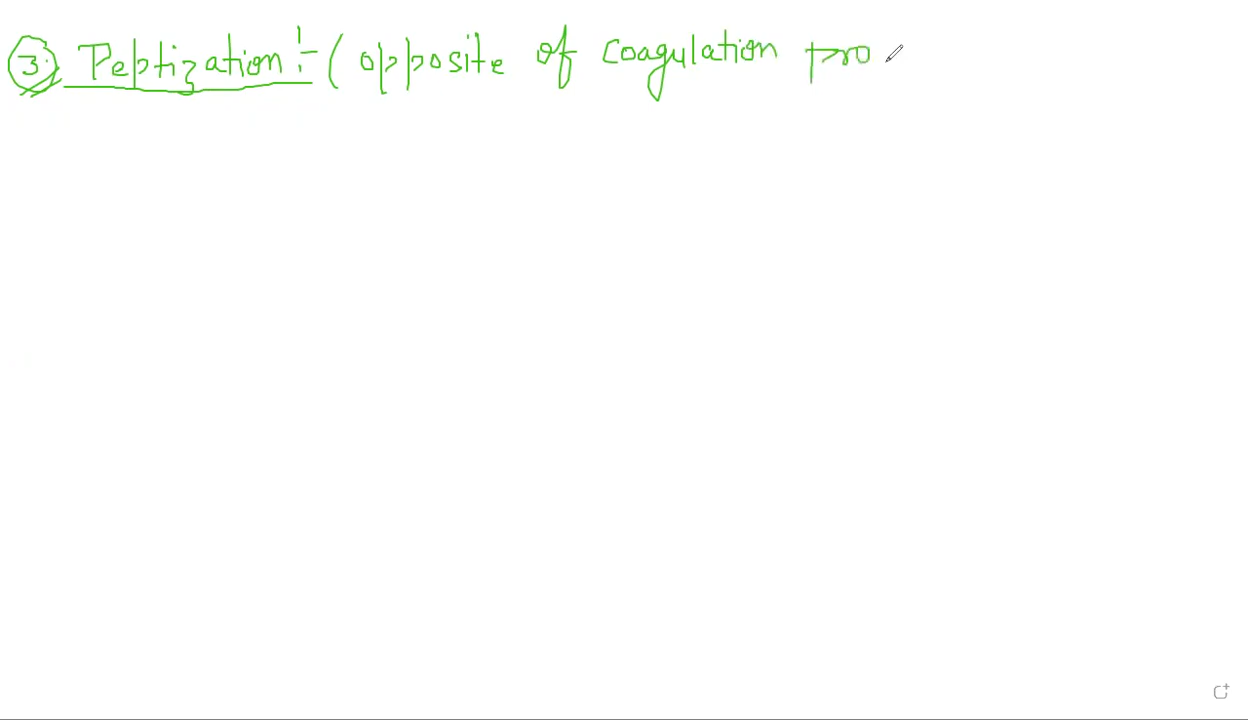 3. Peptization :- ( opposite of coagulation pro